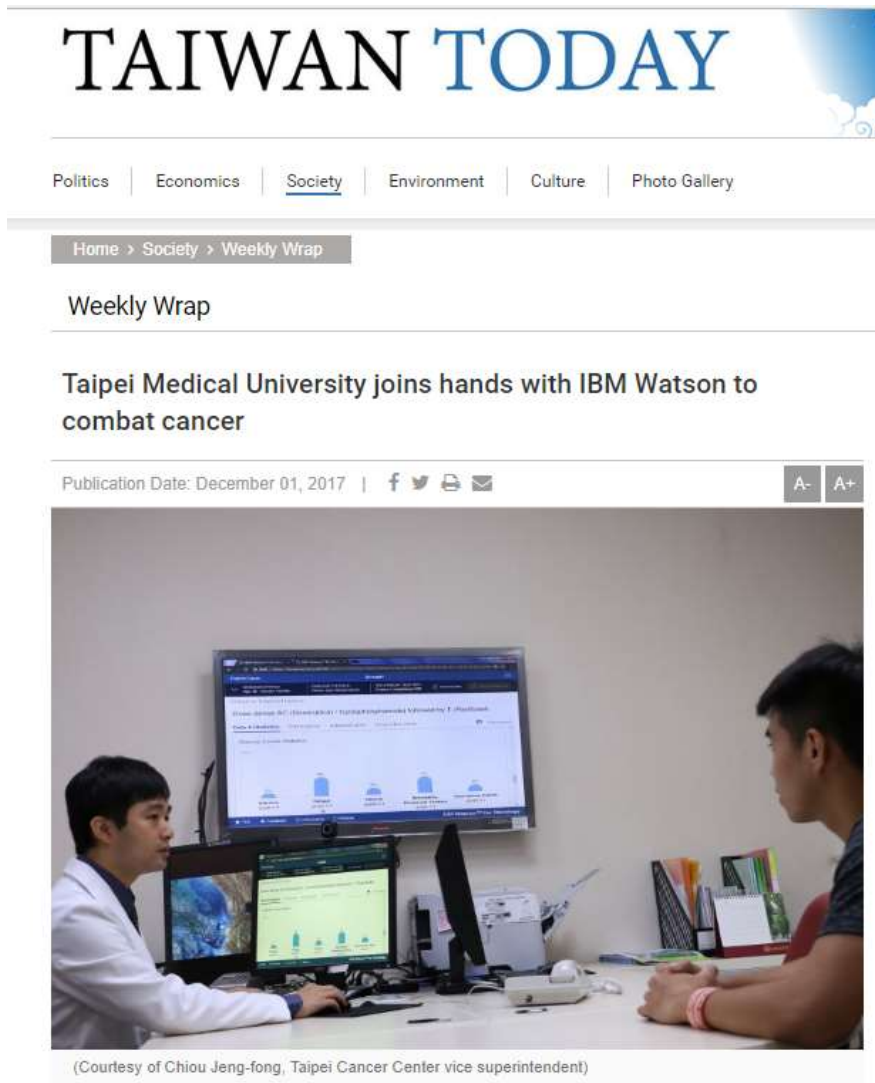 TAIWAN TODAY
Politics Economics Society Environment Culture Photo Gallery
Home > Society > Weekly Wrap
Weekly Wrap
Taipei Medical University joins hands with IBM Watson to
combat cancer
Publication Date: December 01, 2017 |
A- A+
(Courtesy of Chiou Jeng-fong, Taipei Cancer Center vice superintendent)